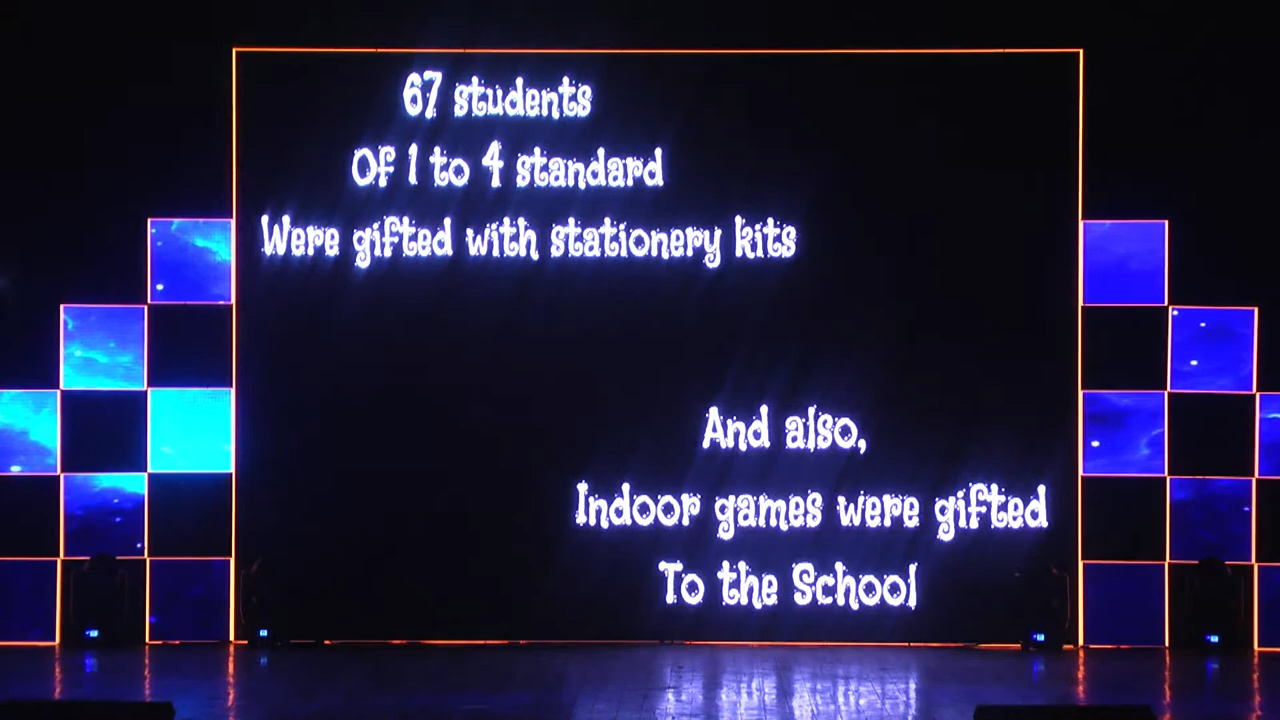 67 students
Of 1 to 4 standard
Were gifted with stationery kits
And also,
Indoor games were gifted
To the School